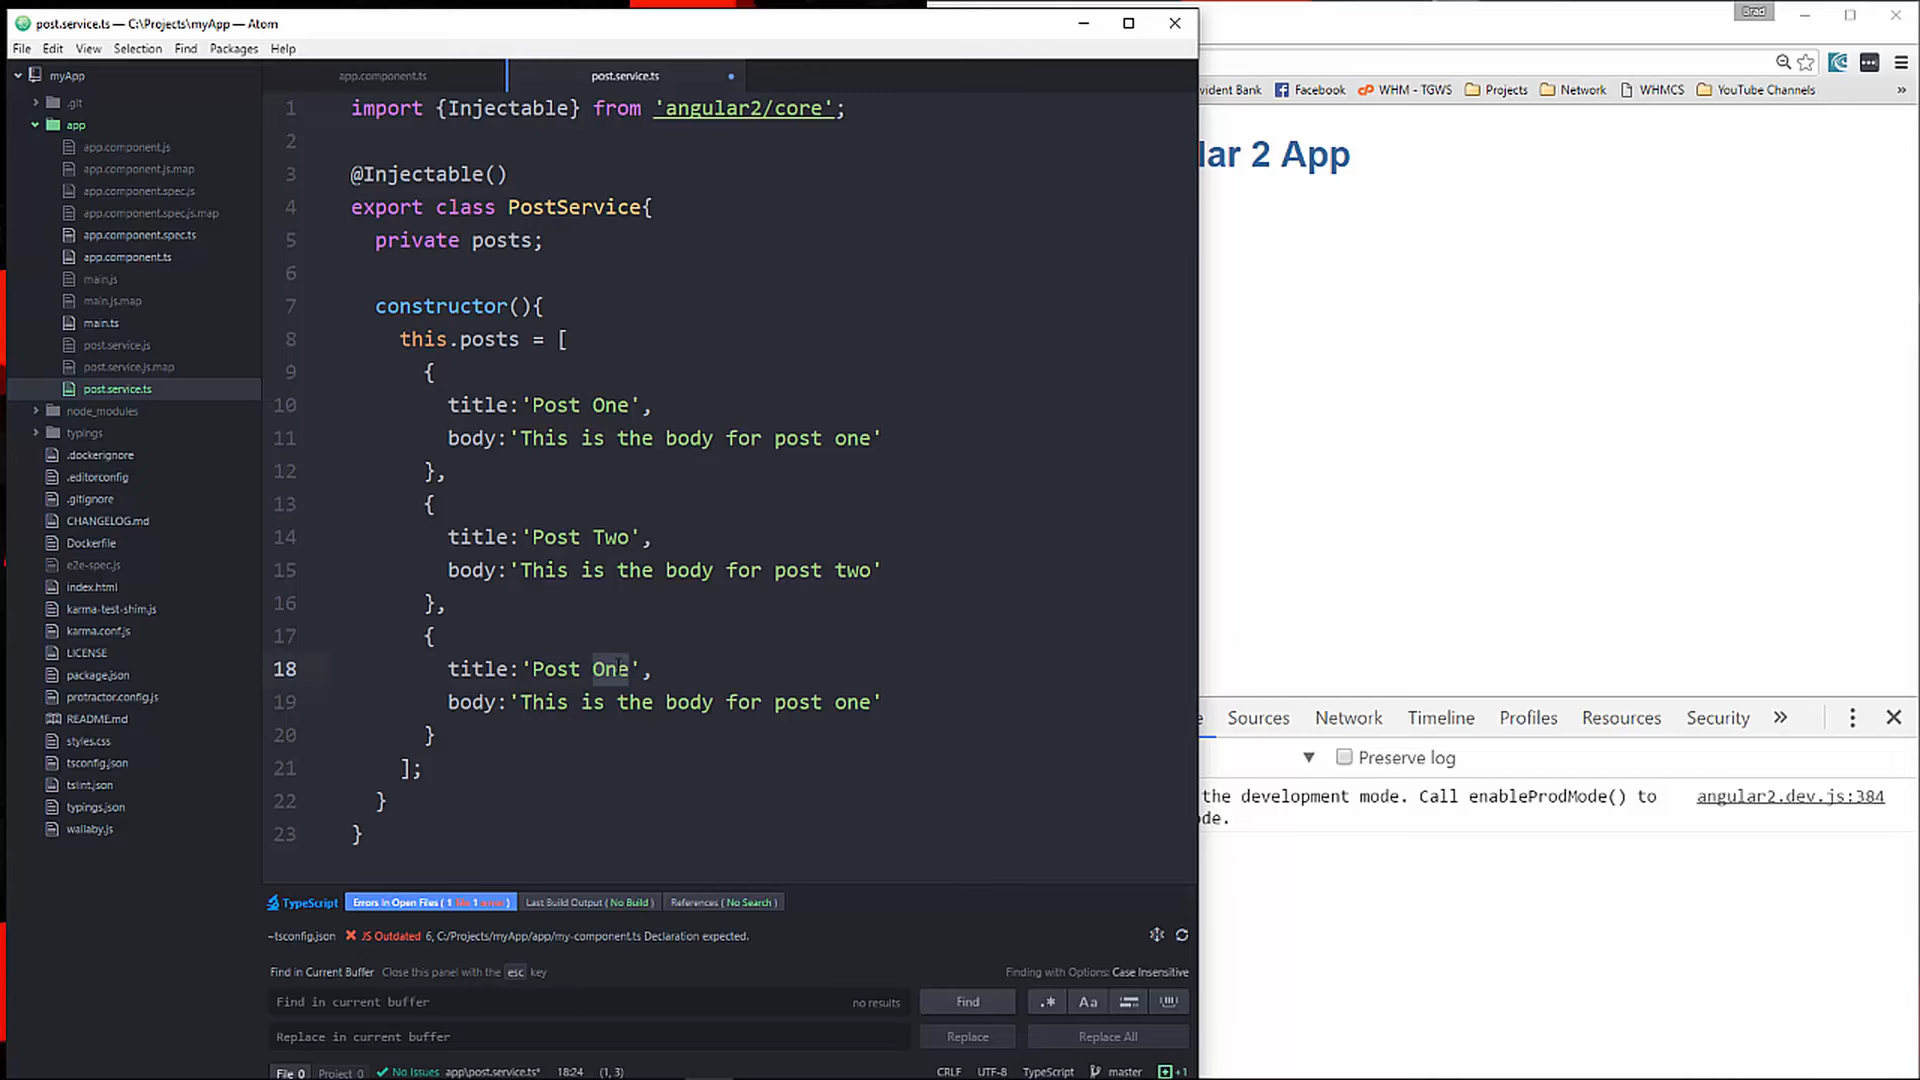 post.service.ts — C:\Projects\myApp — Atom
File Edit View Selection Find Packages Help
myApp
.git
app
app.component.js
app.component.js.map
app.component.spec.js
app.component.spec.js.map
app.component.spec.ts
app.component.ts
main.js
main.js.map
main.ts
post.service.js
post.service.js.map
post.service.ts
node_modules
typings
.dockerignore
.editorconfig
.gitignore
CHANGELOG.md
Dockerfile
e2e-spec.js
index.html
karma-test-shim.js
karma.conf.js
LICENSE
package.json
protractor.config.js
README.md
styles.css
tsconfig.json
tslint.json
typings.json
wallaby.js
app.component.ts post.service.ts
1 import {Injectable} from 'angular2/core';
2
3 @Injectable()
4 export class PostService{
5 private posts;
6
7 constructor(){
8 this.posts = [
9 {
10 title:'Post One',
11 body:'This is the body for post one'
12 },
13 {
14 title:'Post Two',
15 body:'This is the body for post two'
16 },
17 {
18 title:'Post One',
19 body:'This is the body for post one'
20 }
21 ];
22 }
23 }
TypeScript Errors In Open Files ( 1 file 1 error ) Last Build Output ( No Build ) References ( No Search )
~tsconfig.json JS Outdated 6, C:/Projects/myApp/app/my-component.ts Declaration expected.
Find in Current Buffer Close this panel with the esc key Finding with Options: Case Insensitive
Find in current buffer no results Find .* Aa
Replace in current buffer Replace Replace All
File 0 Project 0 No Issues app\post.service.ts* 18:24 (1, 3) CRLF UTF-8 TypeScript master +1
Brad
vident Bank Facebook WHM - TGWS Projects Network WHMCS YouTube Channels »
lar 2 App
Sources Network Timeline Profiles Resources Security »
Preserve log
the development mode. Call enableProdMode() to angular2.dev.js:384
ode.